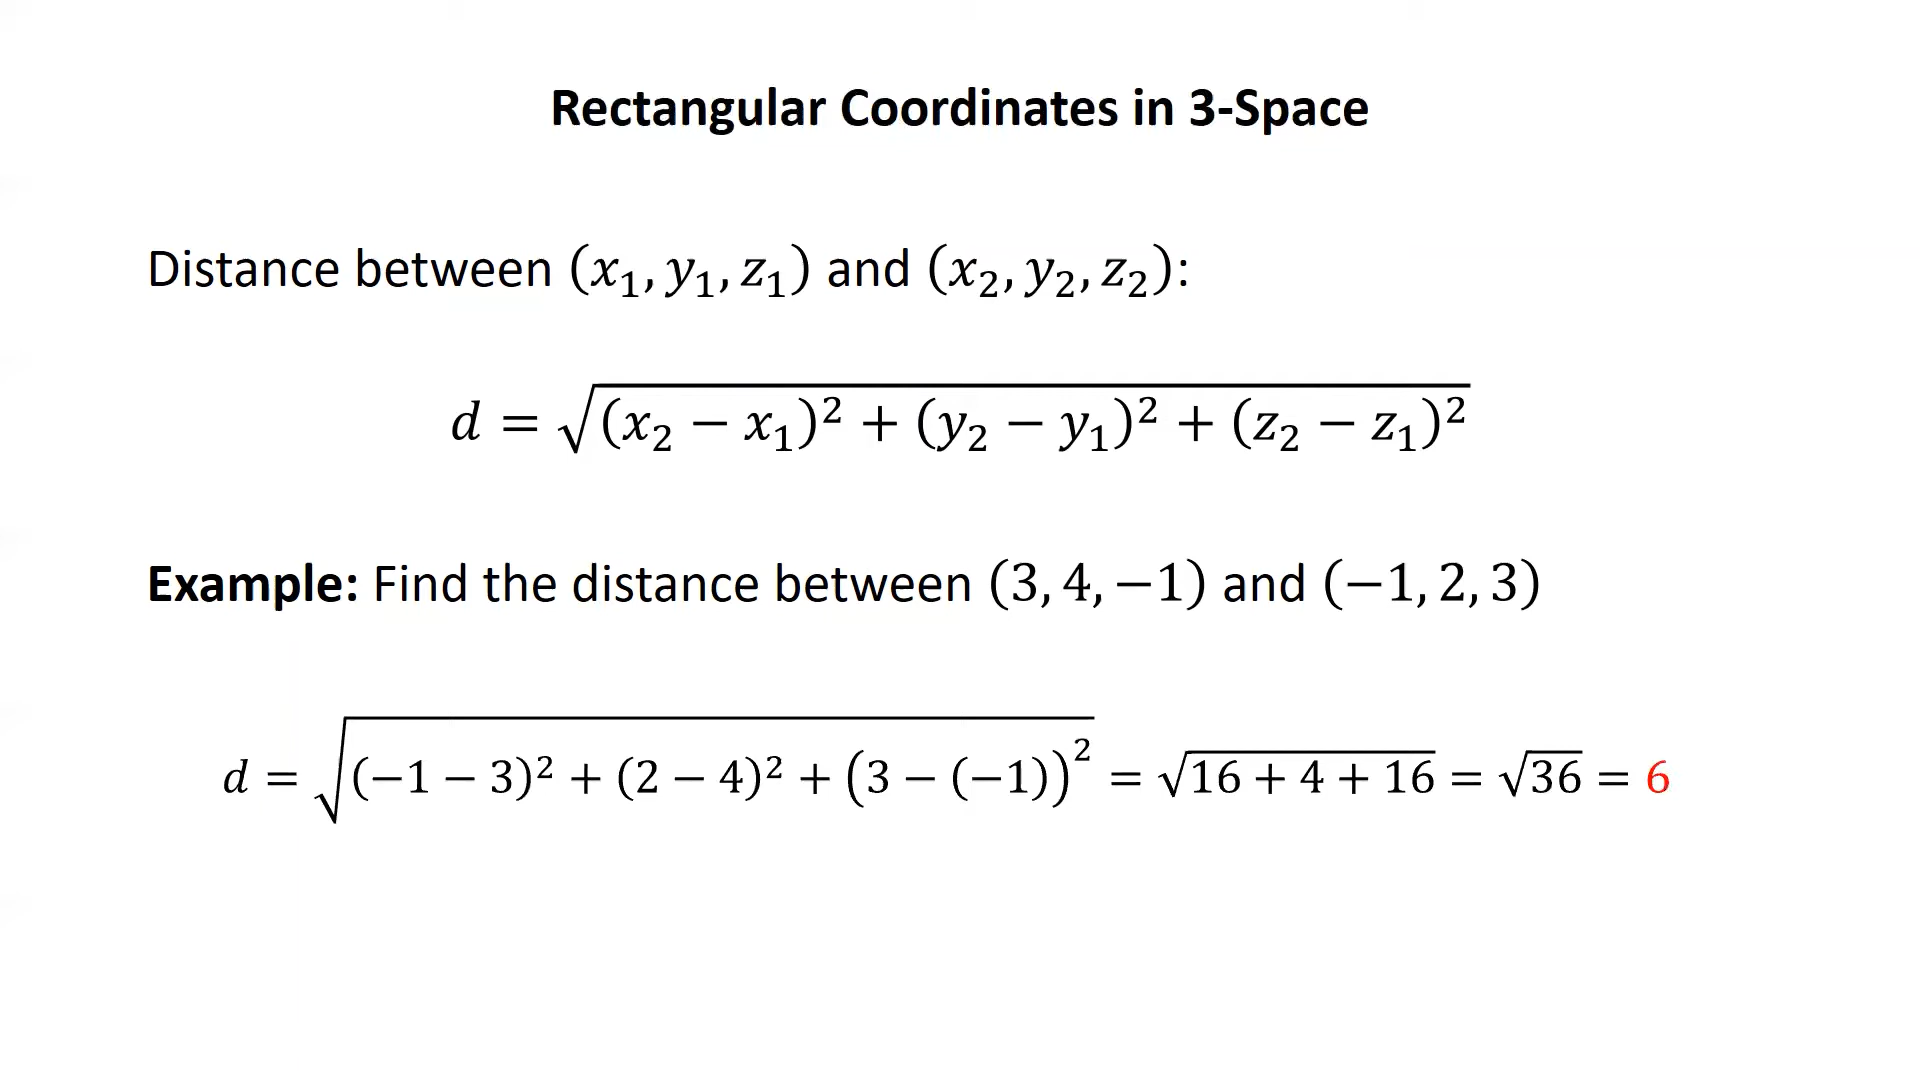 Rectangular Coordinates in 3-Space
Distance between (x₁, y₁, z₁) and (x₂, y₂, z₂):
d = √((x₂ − x₁)² + (y₂ − y₁)² + (z₂ − z₁)²)
Example: Find the distance between (3, 4, −1) and (−1, 2, 3)
d = √((−1 − 3)² + (2 − 4)² + (3 − (−1))²) = √(16 + 4 + 16) = √36 = 6